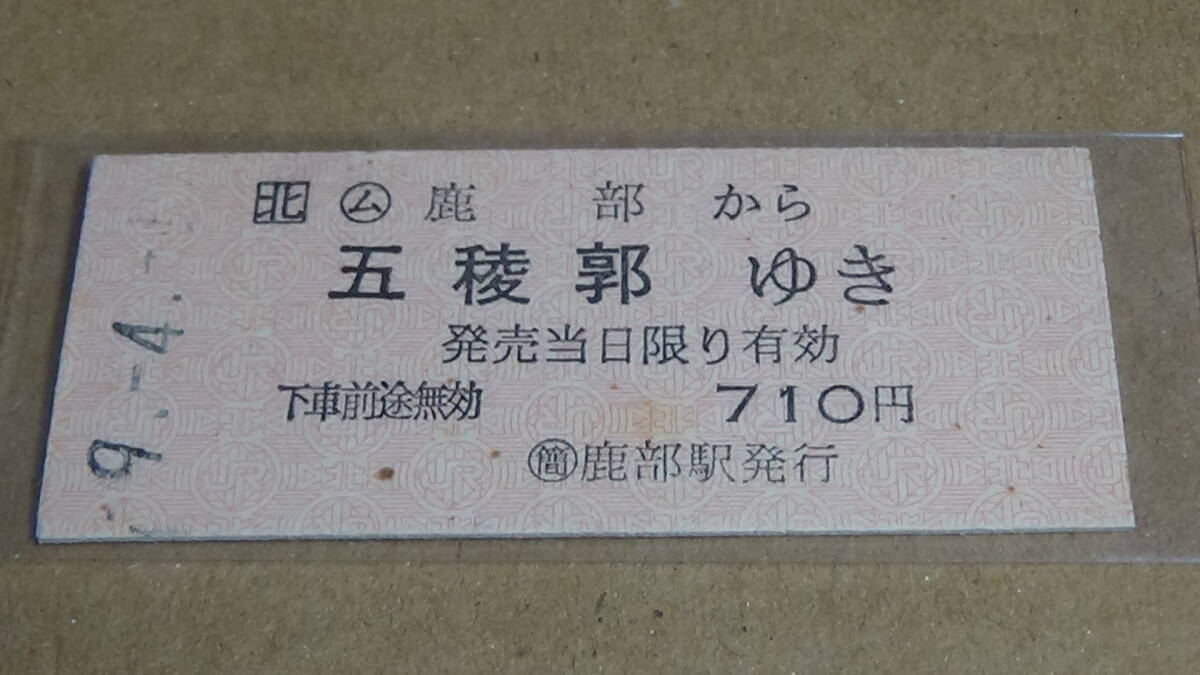 北 ム 鹿 部 から
五稜郭 ゆき
発売当日限り有効
下車前途無効 710円
簡 鹿部駅発行
9.-4.-